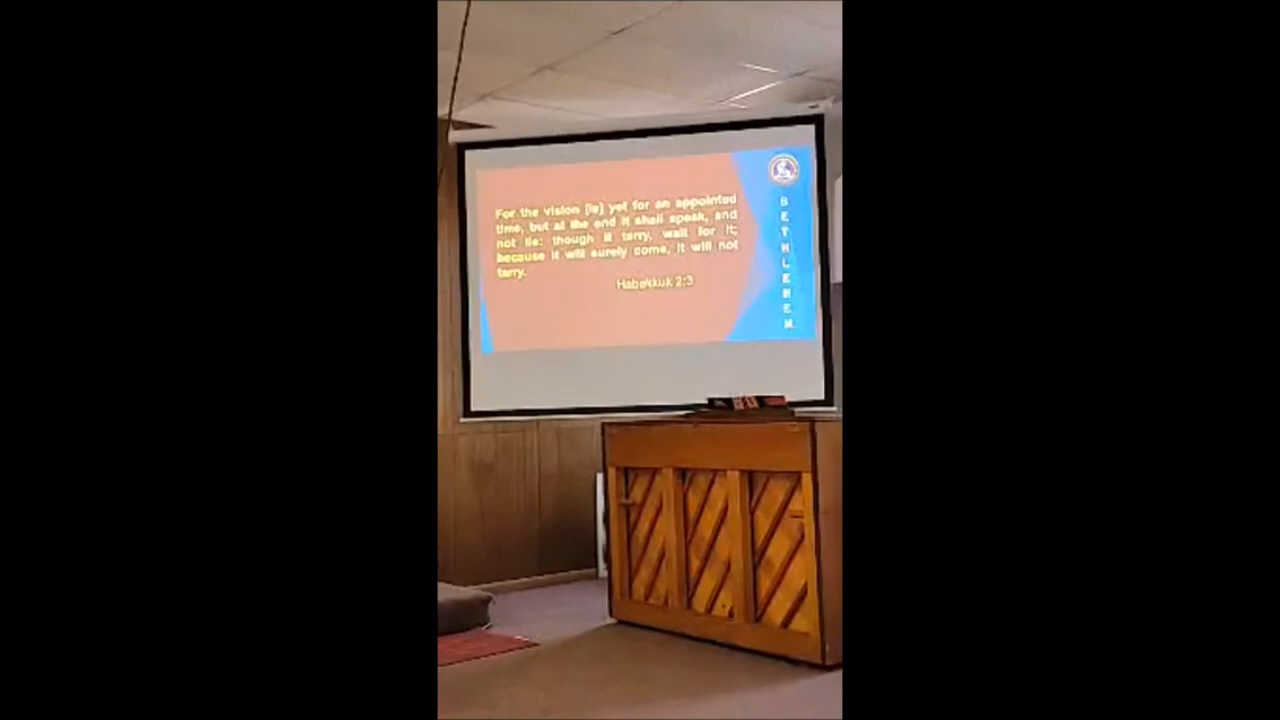 For the vision [is] yet for an appointed
time, but at the end it shall speak, and
not lie: though it tarry, wait for it;
because it will surely come, it will not
tarry.
Habakkuk 2:3
BETHLEHEM